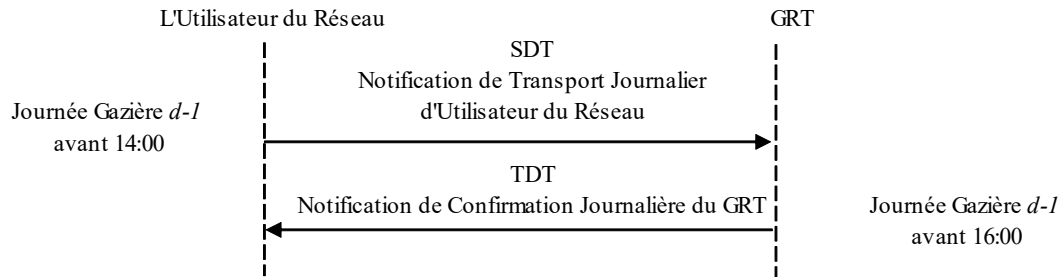 L'Utilisateur du Réseau
GRT
SDT
Notification de Transport Journalier
d'Utilisateur du Réseau
Journée Gazière d-1
avant 14:00
TDT
Notification de Confirmation Journalière du GRT
Journée Gazière d-1
avant 16:00